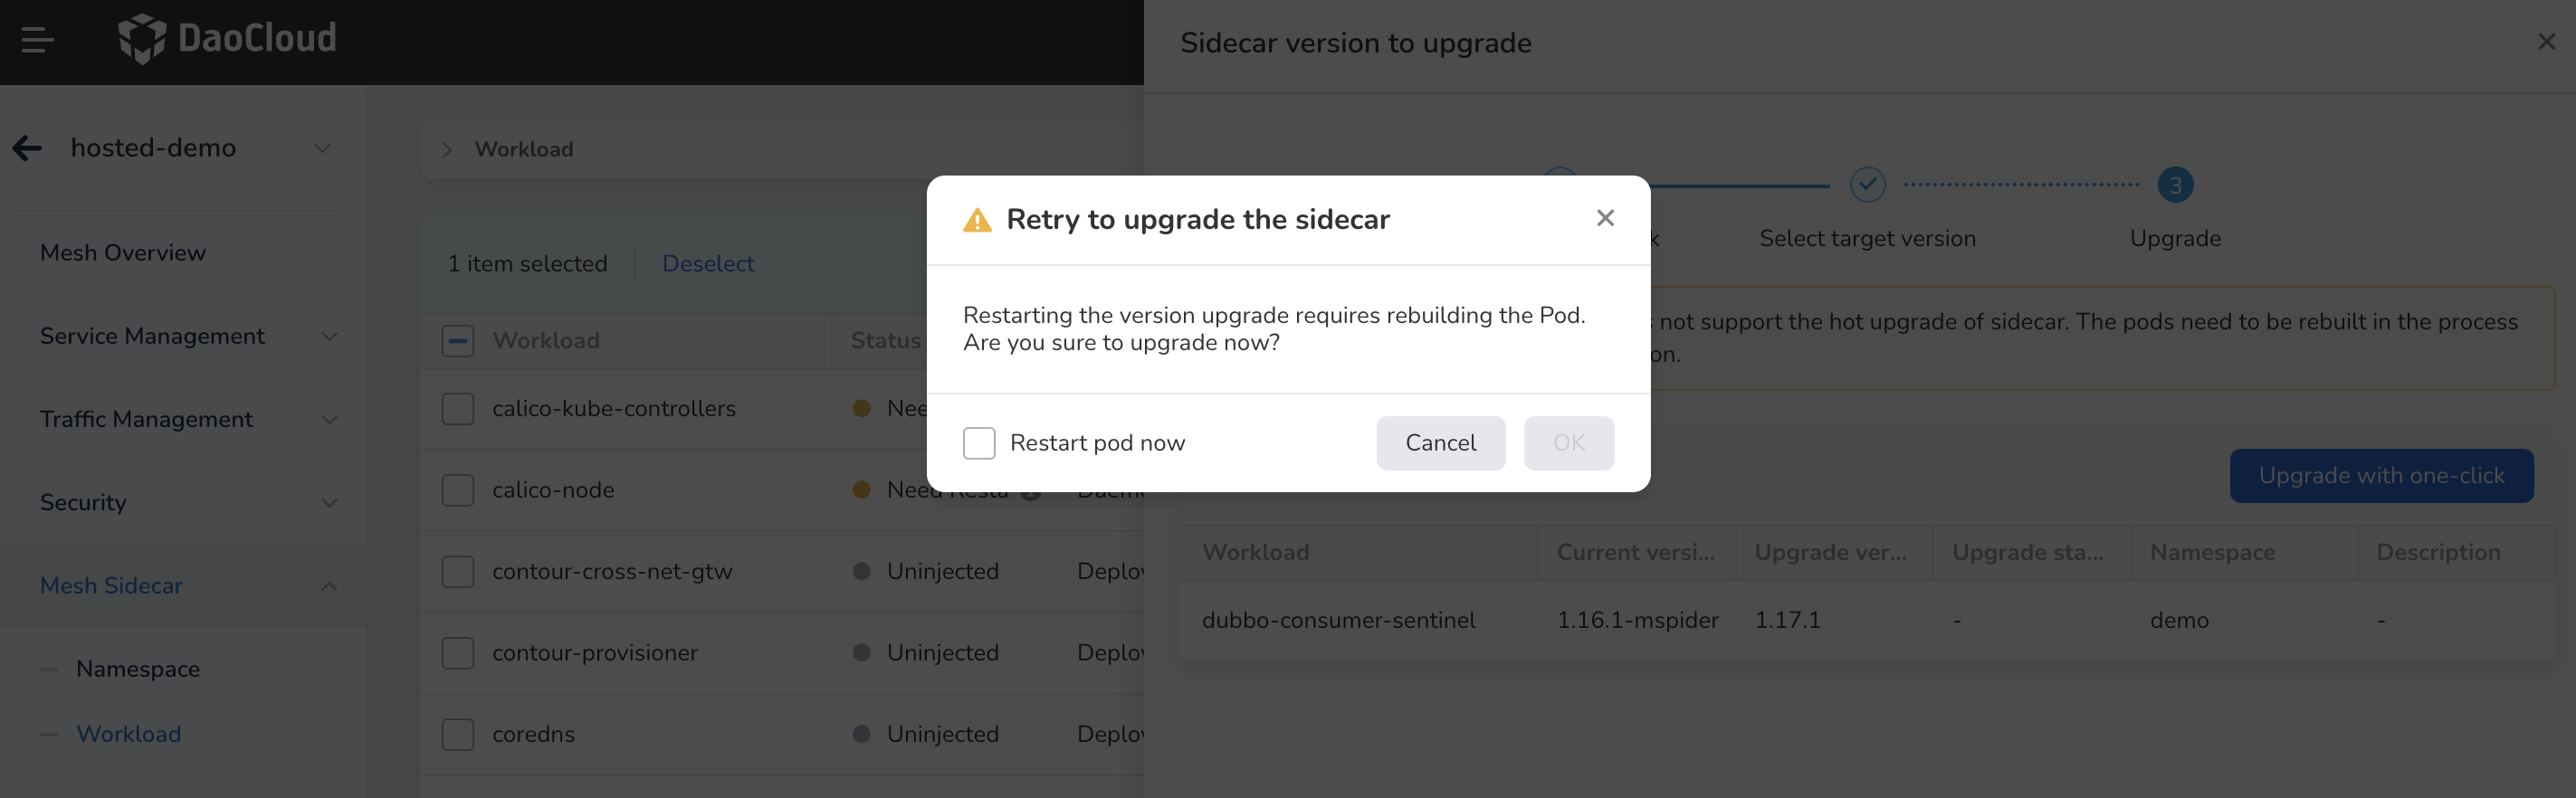 DaoCloud
Sidecar version to upgrade
hosted-demo
Mesh Overview
Service Management
Traffic Management
Security
Mesh Sidecar
Namespace
Workload
Workload
1 item selected
Deselect
Workload Status
calico-kube-controllers Nee
calico-node Need Resta Daem
contour-cross-net-gtw Uninjected Deplo
contour-provisioner Uninjected Deplo
coredns Uninjected Deplo
Retry to upgrade the sidecar
Restarting the version upgrade requires rebuilding the Pod.
Are you sure to upgrade now?
Restart pod now
Cancel
OK
k
Select target version
3
Upgrade
not support the hot upgrade of sidecar. The pods need to be rebuilt in the process
on.
Upgrade with one-click
Workload Current versi... Upgrade ver... Upgrade sta... Namespace Description
dubbo-consumer-sentinel 1.16.1-mspider 1.17.1 - demo -